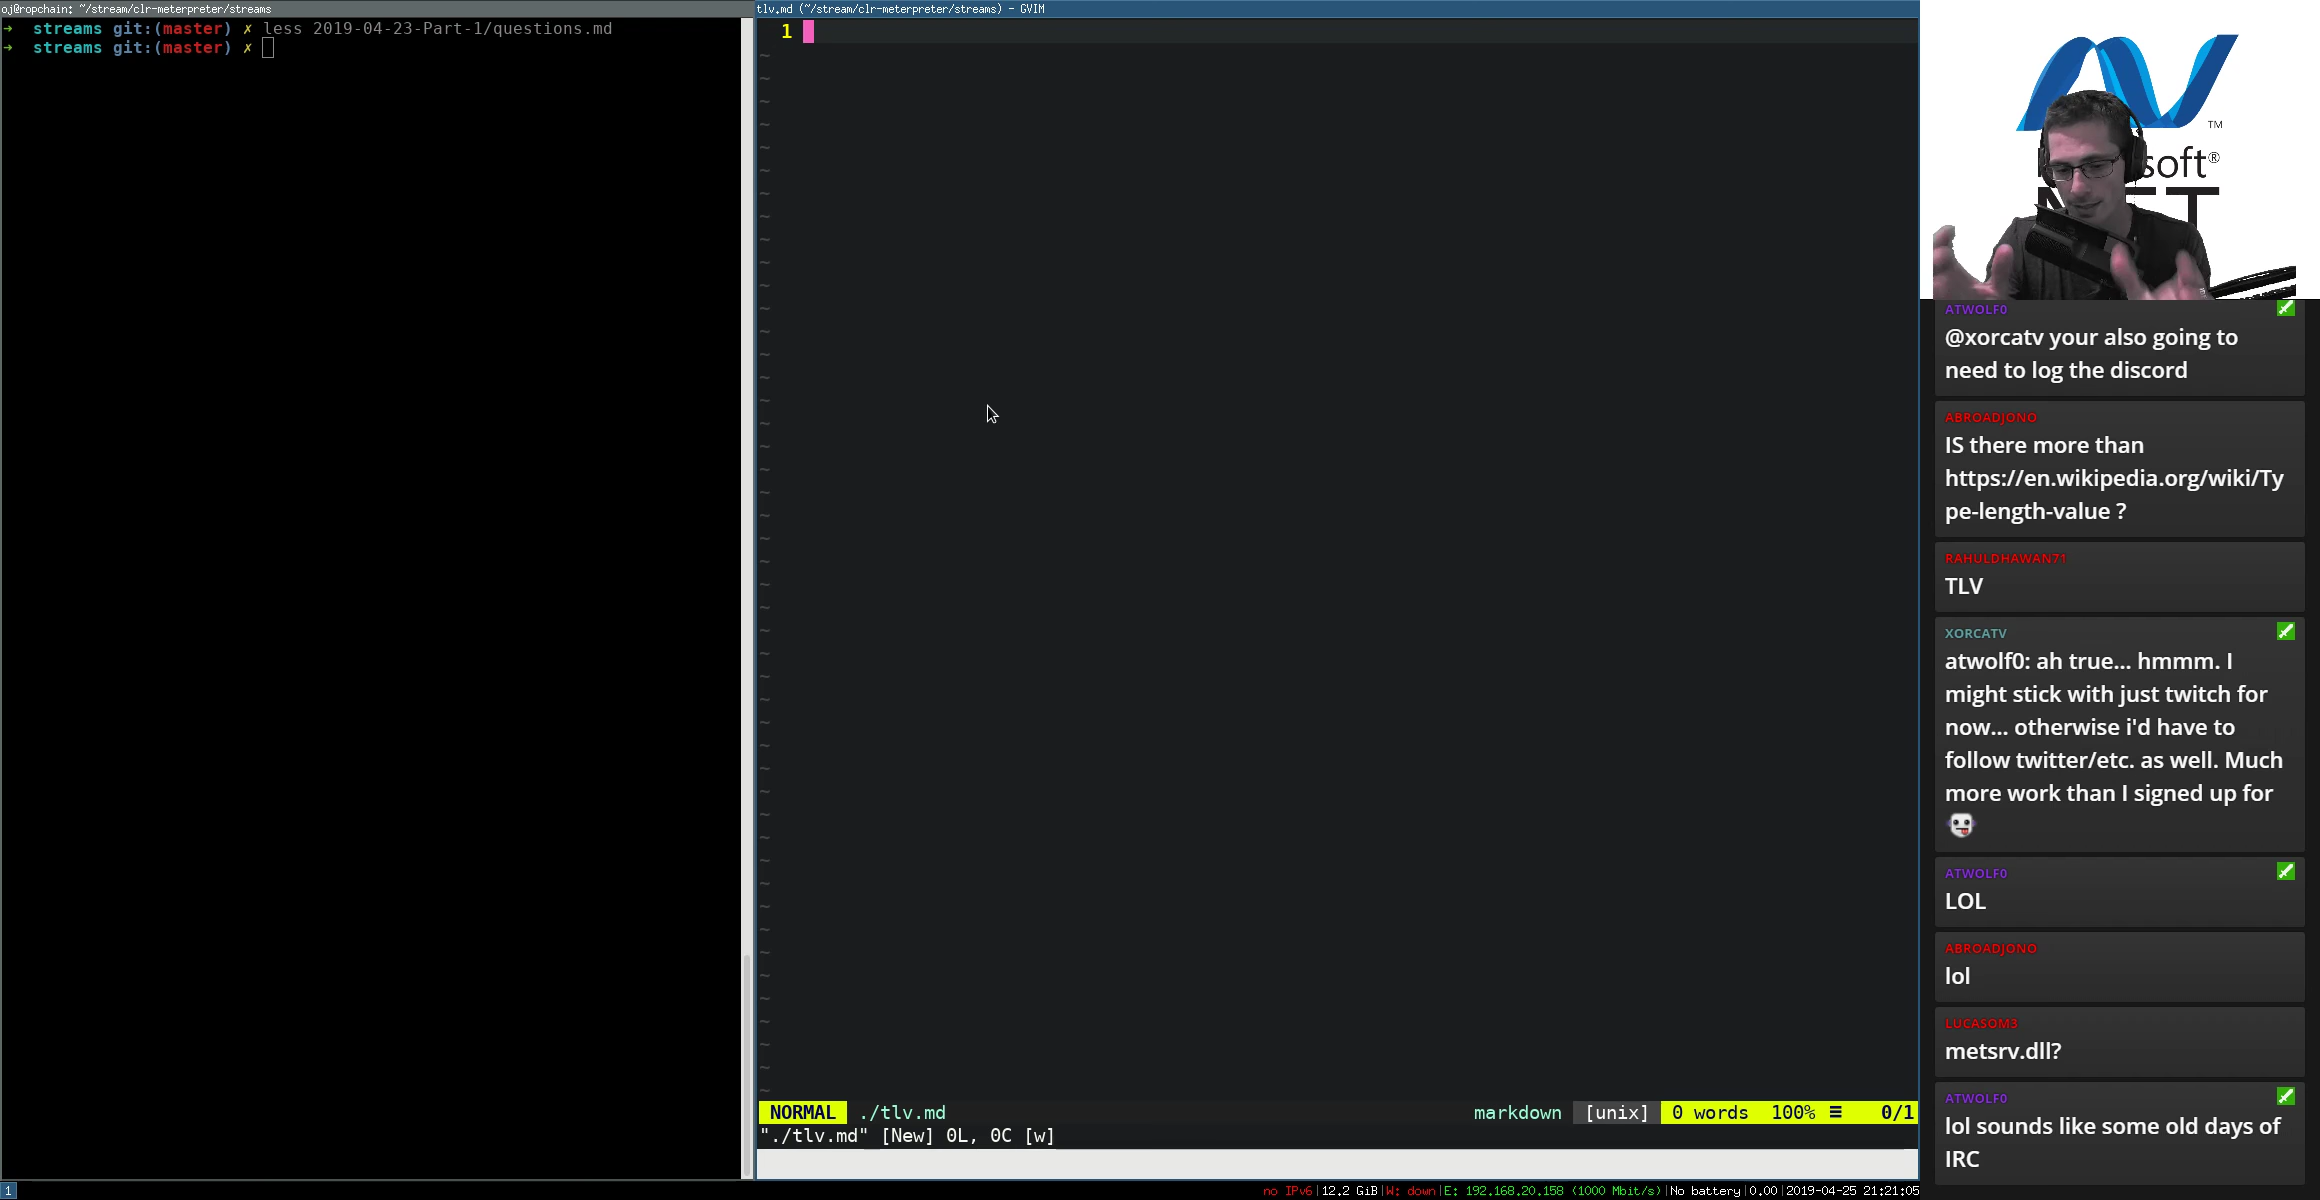 oj@ropchain: ~/stream/clr-meterpreter/streams
➜ streams git:(master) ✗ less 2019-04-23-Part-1/questions.md
➜ streams git:(master) ✗
tlv.md (~/stream/clr-meterpreter/streams) - GVIM
1
NORMAL ./tlv.md markdown [unix] 0 words 100% ☰ 0/1
"./tlv.md" [New] 0L, 0C [w]
TM
soft®
ATWOLF0
@xorcatv your also going to
need to log the discord
ABROADJONO
IS there more than
https://en.wikipedia.org/wiki/Ty
pe-length-value ?
RAHULDHAWAN71
TLV
XORCATV
atwolf0: ah true... hmmm. I
might stick with just twitch for
now... otherwise i'd have to
follow twitter/etc. as well. Much
more work than I signed up for
ATWOLF0
LOL
ABROADJONO
lol
LUCASOM3
metsrv.dll?
ATWOLF0
lol sounds like some old days of
IRC
1
no IPv6|12.2 GiB|W: down|E: 192.168.20.158 (1000 Mbit/s)|No battery|0.00|2019-04-25 21:21:05